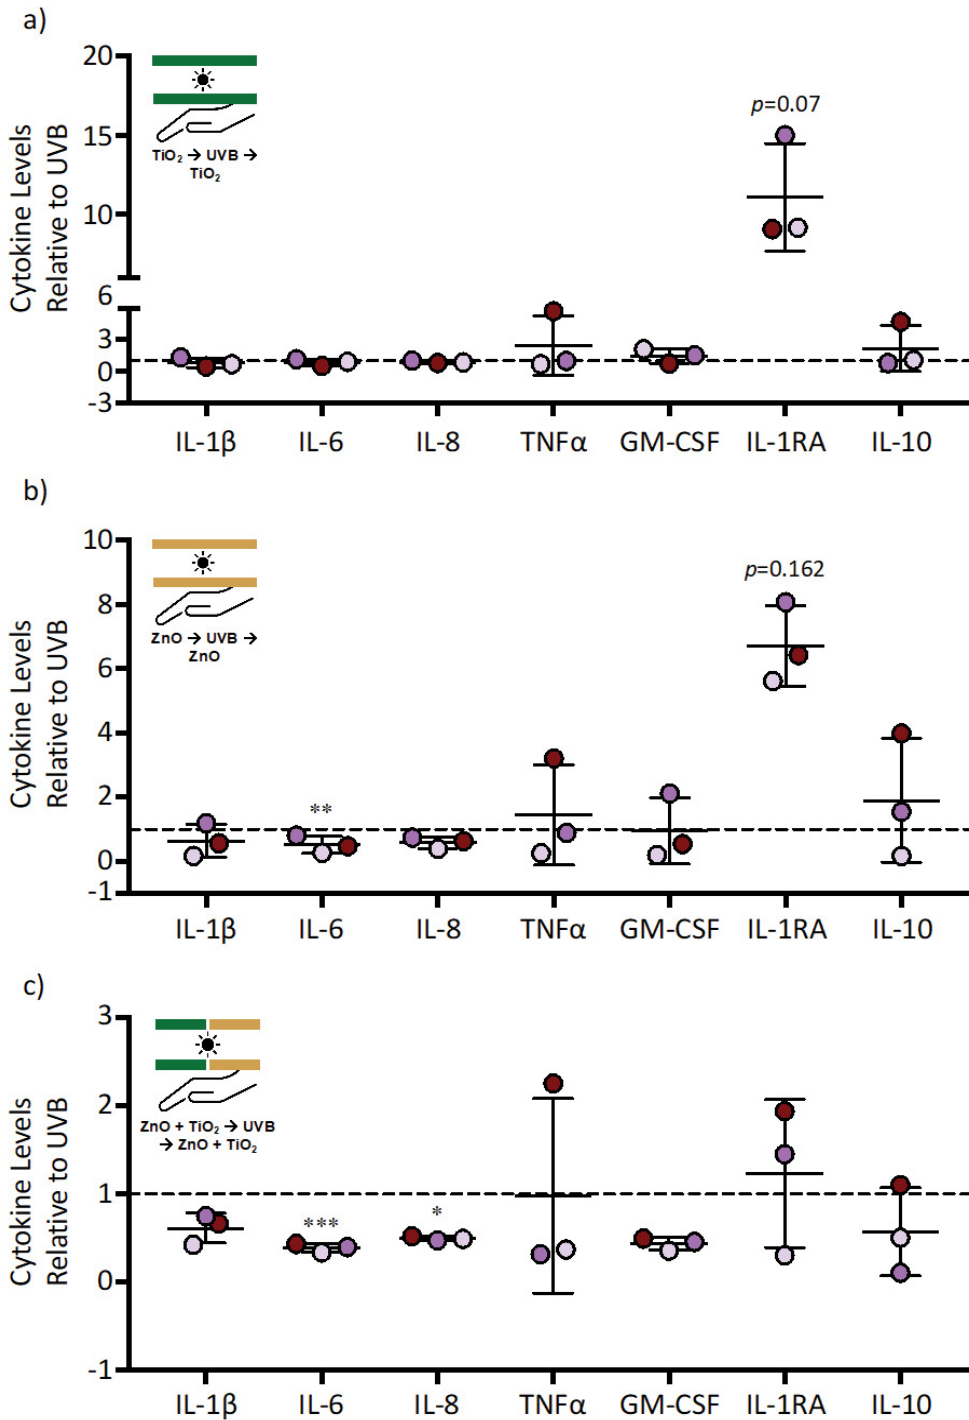 a)
20
15
10
6
3
0
-3
Cytokine Levels
Relative to UVB
TiO₂ → UVB →
TiO₂
p=0.07
IL-1β IL-6 IL-8 TNFα GM-CSF IL-1RA IL-10
b)
10
8
6
4
2
0
-1
Cytokine Levels
Relative to UVB
ZnO → UVB →
ZnO
**
p=0.162
IL-1β IL-6 IL-8 TNFα GM-CSF IL-1RA IL-10
c)
3
2
1
0
-1
Cytokine Levels
Relative to UVB
ZnO + TiO₂ → UVB
→ ZnO + TiO₂
***
*
IL-1β IL-6 IL-8 TNFα GM-CSF IL-1RA IL-10